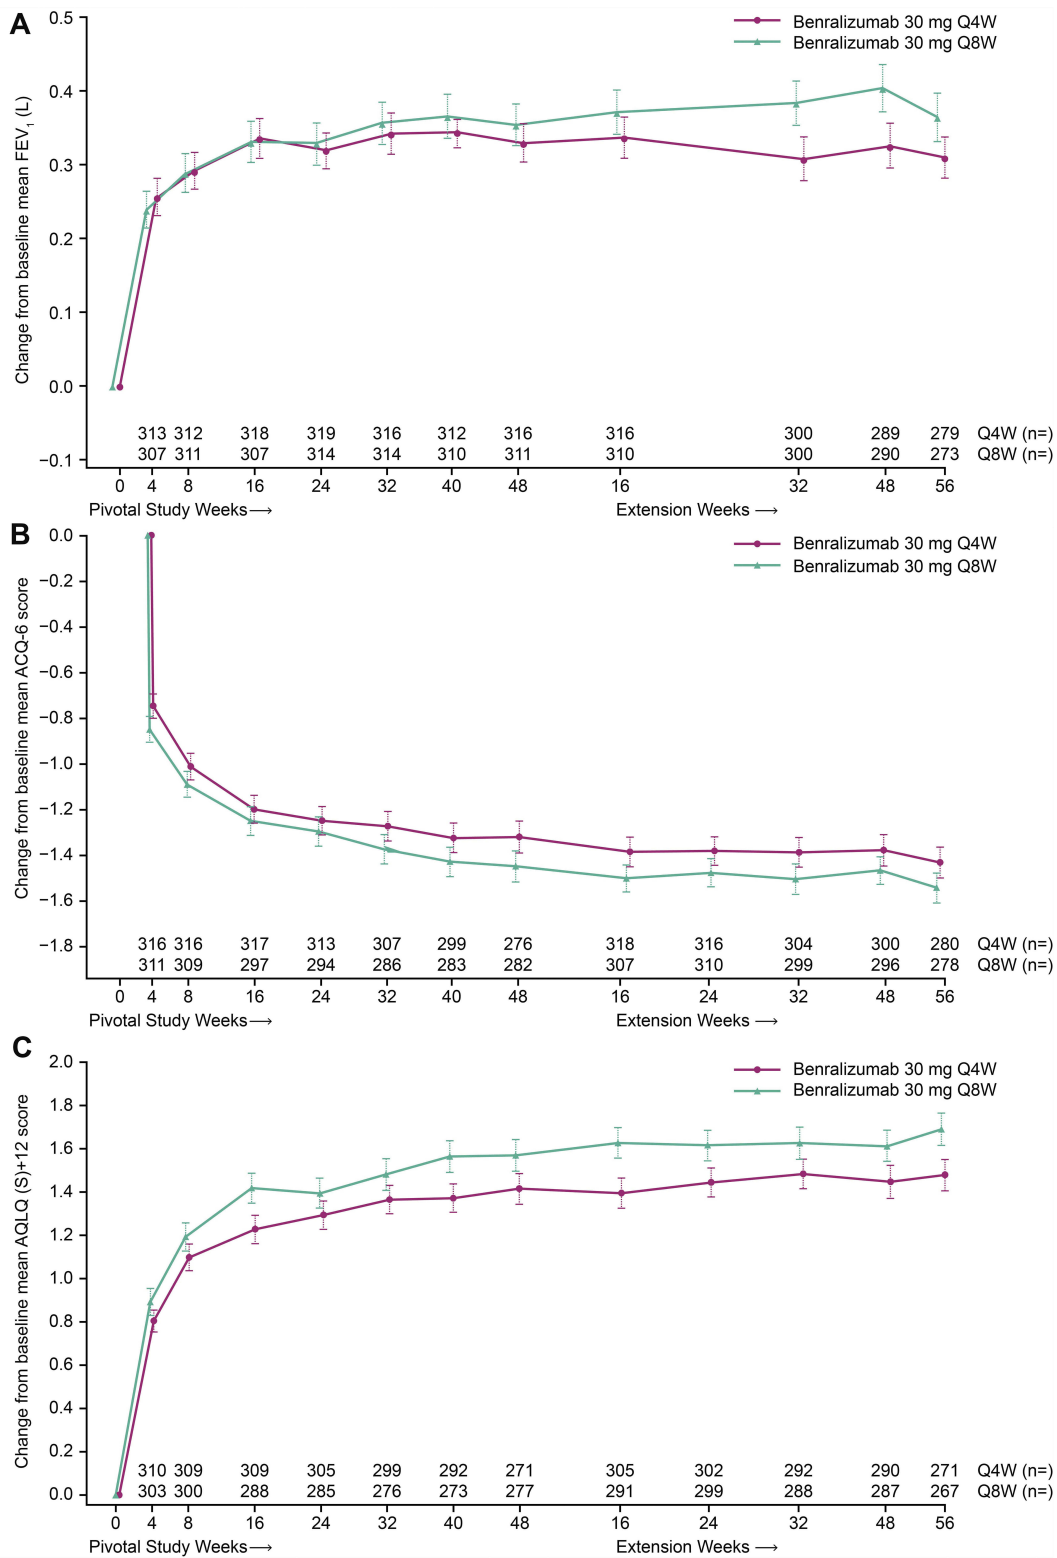 A
Change from baseline mean FEV1 (L)
Benralizumab 30 mg Q4W
Benralizumab 30 mg Q8W
0.5
0.4
0.3
0.2
0.1
0.0
−0.1
313 312 318 319 316 312 316 316 300 289 279 Q4W (n=)
307 311 307 314 314 310 311 310 300 290 273 Q8W (n=)
0 4 8 16 24 32 40 48 16 32 48 56
Pivotal Study Weeks→ Extension Weeks →
B
Change from baseline mean ACQ-6 score
Benralizumab 30 mg Q4W
Benralizumab 30 mg Q8W
0.0
−0.2
−0.4
−0.6
−0.8
−1.0
−1.2
−1.4
−1.6
−1.8
316 316 317 313 307 299 276 318 316 304 300 280 Q4W (n=)
311 309 297 294 286 283 282 307 310 299 296 278 Q8W (n=)
0 4 8 16 24 32 40 48 16 24 32 48 56
Pivotal Study Weeks→ Extension Weeks →
C
Change from baseline mean AQLQ (S)+12 score
Benralizumab 30 mg Q4W
Benralizumab 30 mg Q8W
2.0
1.8
1.6
1.4
1.2
1.0
0.8
0.6
0.4
0.2
0.0
310 309 309 305 299 292 271 305 302 292 290 271 Q4W (n=)
303 300 288 285 276 273 277 291 299 288 287 267 Q8W (n=)
0 4 8 16 24 32 40 48 16 24 32 48 56
Pivotal Study Weeks→ Extension Weeks →